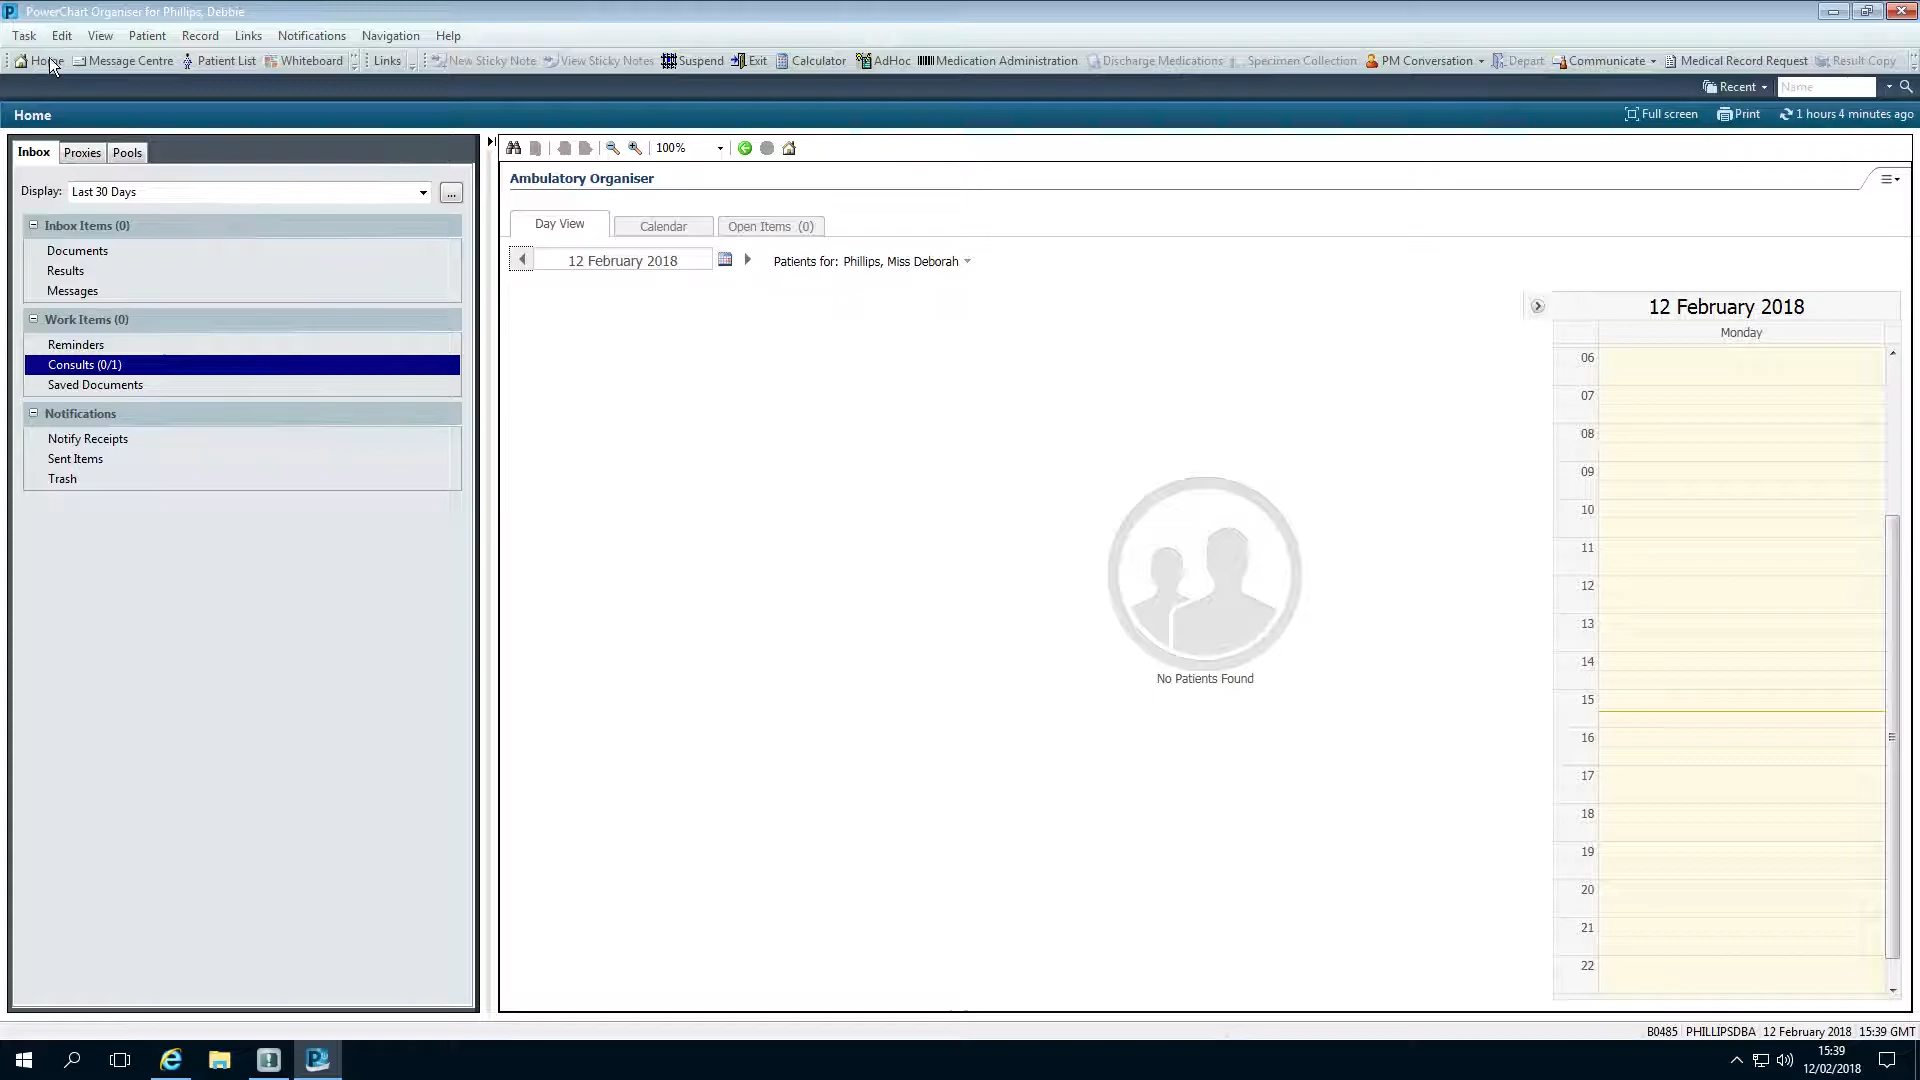 PowerChart Organiser for Phillips, Debbie
Task Edit View Patient Record Links Notifications Navigation Help
Home Message Centre Patient List Whiteboard Links New Sticky Note View Sticky Notes Suspend Exit Calculator AdHoc Medication Administration Discharge Medications Specimen Collection PM Conversation Depart Communicate Medical Record Request Result Copy
Recent Name
Home Full screen Print 1 hours 4 minutes ago
Inbox Proxies Pools
100%
Display: Last 30 Days ...
Ambulatory Organiser
Inbox Items (0)
Documents
Results
Messages
Work Items (0)
Reminders
Consults (0/1)
Saved Documents
Notifications
Notify Receipts
Sent Items
Trash
Day View Calendar Open Items (0)
12 February 2018 Patients for: Phillips, Miss Deborah
No Patients Found
12 February 2018
Monday
06
07
08
09
10
11
12
13
14
15
16
17
18
19
20
21
22
B0485 PHILLIPSDBA 12 February 2018 15:39 GMT
15:39
12/02/2018